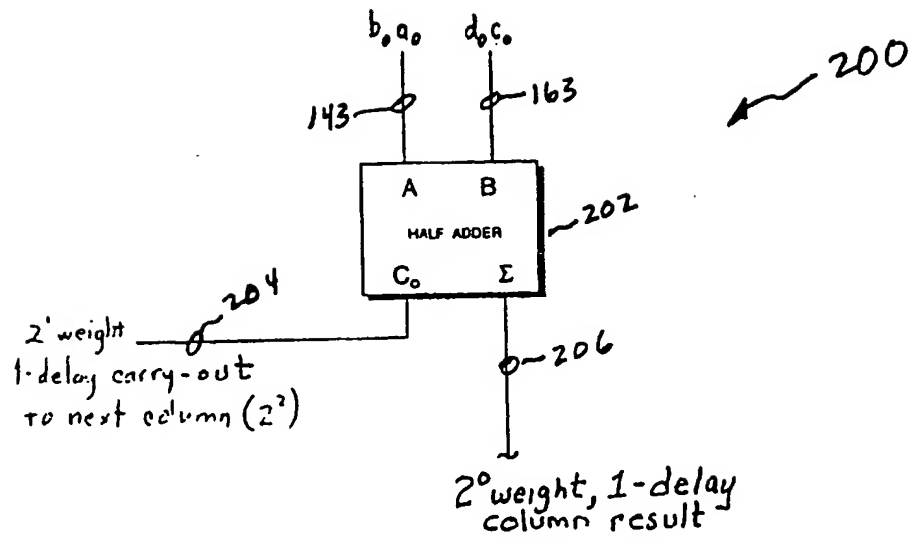 b₀a₀ d₀c₀
200
143 163
A B
HALF ADDER
202
C₀ Σ
204
2' weight
1-delay carry-out
to next column (2²)
206
2⁰ weight, 1-delay
column result